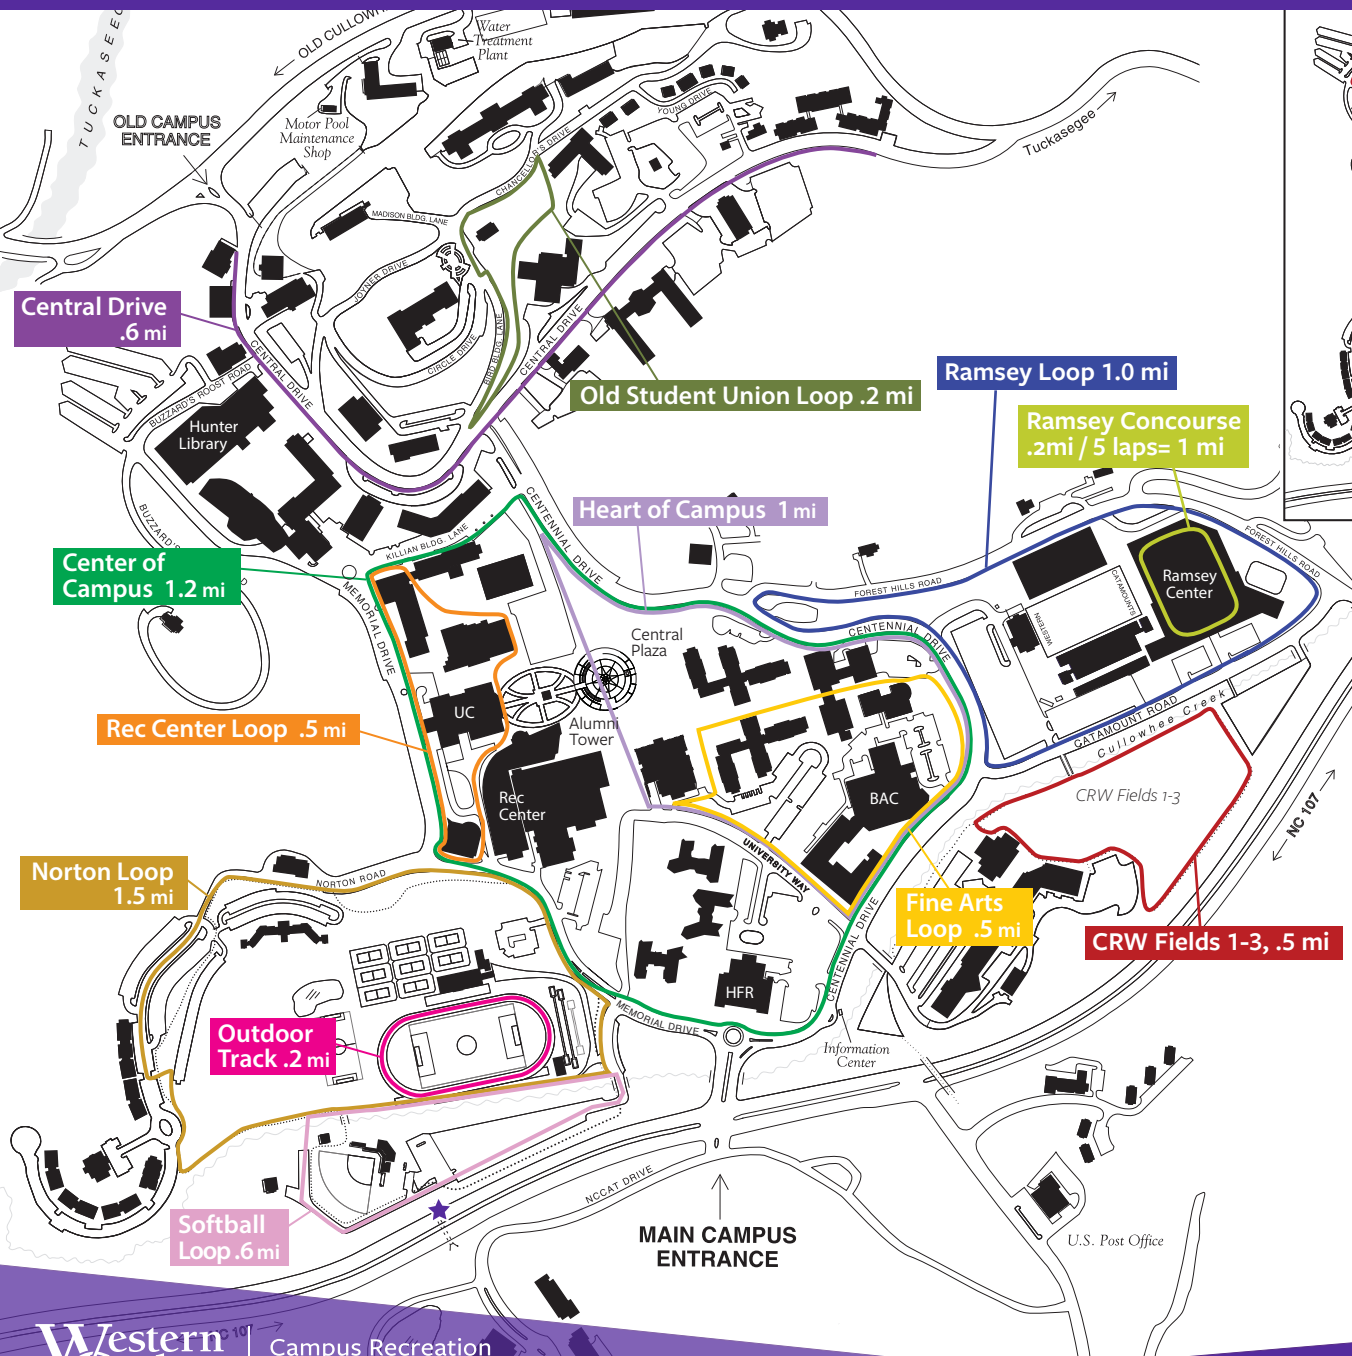 OLD CULLOWH
Water
Treatment
Plant
TUCKASEEG
OLD CAMPUS
ENTRANCE
Motor Pool
Maintenance
Shop
YOUNG DRIVE
CHANCELLOR'S DRIVE
Tuckasegee
MADISON BLDG. LANE
JOYNER DRIVE
Central Drive
.6 mi
CENTRAL DRIVE
CIRCLE DRIVE
BIRD BLDG. LANE
CENTRAL DRIVE
BUZZARD'S ROOST ROAD
Old Student Union Loop .2 mi
Ramsey Loop 1.0 mi
Ramsey Concourse
.2mi / 5 laps= 1 mi
Hunter
Library
Heart of Campus 1 mi
CENTENNIAL DRIVE
BUZZARD'S
D
KILLIAN BLDG. LANE
FOREST HILLS ROAD
Center of
Campus 1.2 mi
MEMORIAL DRIVE
FOREST HILLS ROAD
CATAMOUNTS
WESTERN
Ramsey
Center
Central
Plaza
CENTENNIAL DRIVE
UC
Alumni
Tower
Rec Center Loop .5 mi
CATAMOUNT ROAD
Cullowhee Creek
Rec
Center
BAC
CRW Fields 1-3
NC 107
UNIVERSITY WAY
Norton Loop
1.5 mi
NORTON ROAD
Fine Arts
Loop .5 mi
CENTENNIAL DRIVE
CRW Fields 1-3, .5 mi
HFR
MEMORIAL DRIVE
Outdoor
Track .2 mi
Information
Center
NCCAT DRIVE
Softball
Loop .6 mi
MAIN CAMPUS
ENTRANCE
U.S. Post Office
NC 107
Western
Campus Recreation